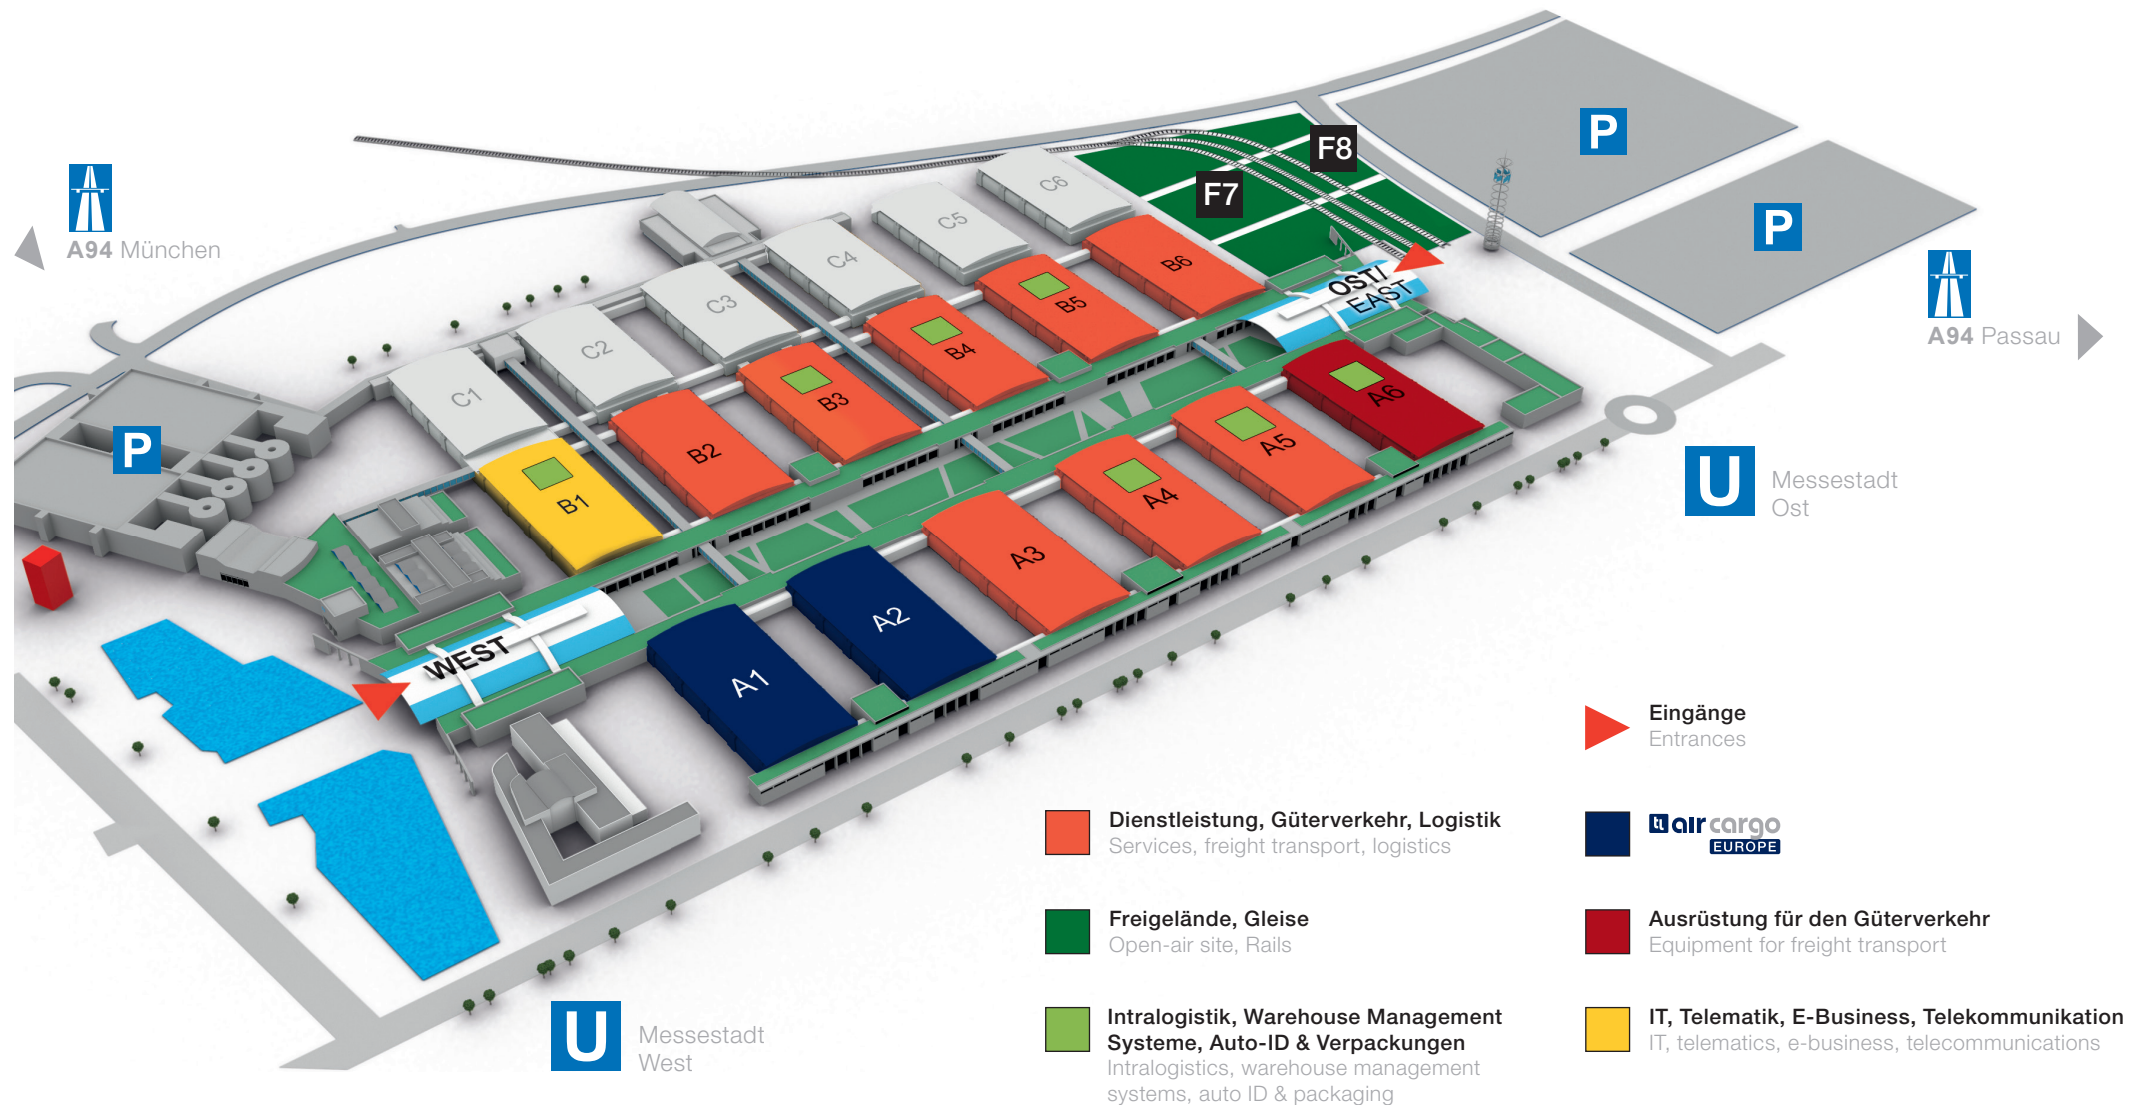 P
F8
F7
P
P
A94 München
A94 Passau
C6
C5
C4
C3
C2
C1
B6
B5
B4
B3
B2
B1
OST/
EAST
A6
A5
A4
A3
A2
A1
WEST
P
U
Messestadt
Ost
U
Messestadt
West
Eingänge
Entrances
Dienstleistung, Güterverkehr, Logistik
Services, freight transport, logistics
tl air cargo
EUROPE
Freigelände, Gleise
Open-air site, Rails
Ausrüstung für den Güterverkehr
Equipment for freight transport
Intralogistik, Warehouse Management
Systeme, Auto-ID & Verpackungen
Intralogistics, warehouse management
systems, auto ID & packaging
IT, Telematik, E-Business, Telekommunikation
IT, telematics, e-business, telecommunications